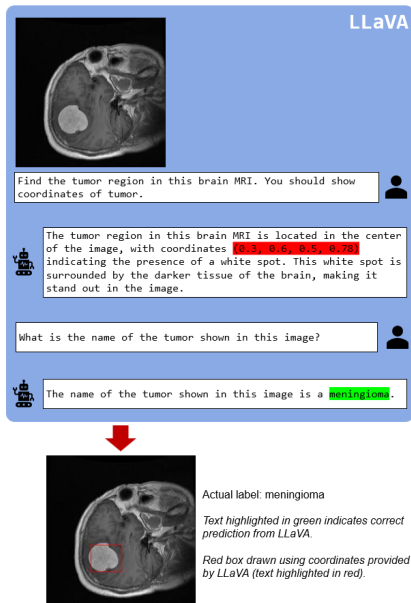 LLaVA
Find the tumor region in this brain MRI. You should show
coordinates of tumor.
The tumor region in this brain MRI is located in the center
of the image, with coordinates (0.3, 0.6, 0.5, 0.78)
indicating the presence of a white spot. This white spot is
surrounded by the darker tissue of the brain, making it
stand out in the image.
What is the name of the tumor shown in this image?
The name of the tumor shown in this image is a meningioma.
Actual label: meningioma
Text highlighted in green indicates correct
prediction from LLaVA.
Red box drawn using coordinates provided
by LLaVA (text highlighted in red).